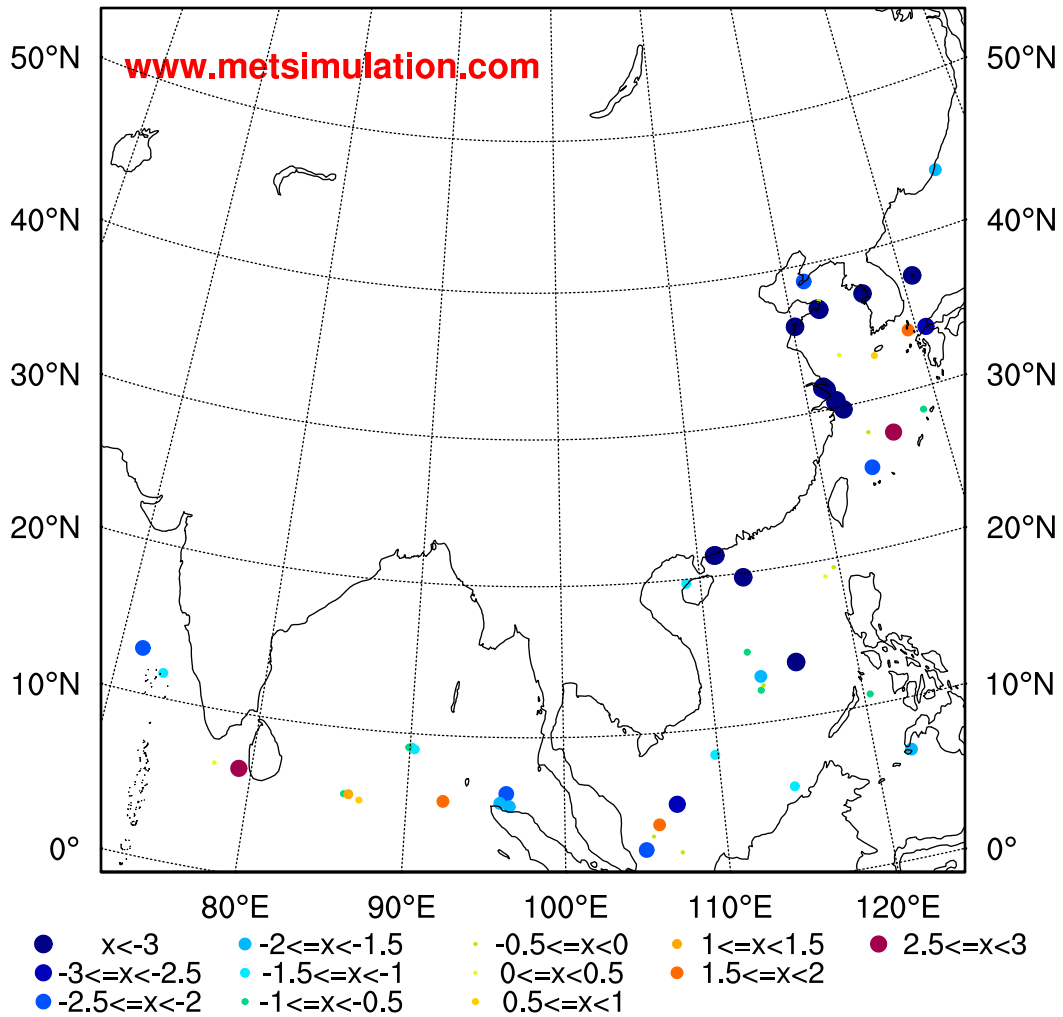 www.metsimulation.com
50°N 50°N
40°N 40°N
30°N 30°N
20°N 20°N
10°N 10°N
0° 0°
80°E 90°E 100°E 110°E 120°E
x<-3 -2<=x<-1.5 -0.5<=x<0 1<=x<1.5 2.5<=x<3
-3<=x<-2.5 -1.5<=x<-1 0<=x<0.5 1.5<=x<2
-2.5<=x<-2 -1<=x<-0.5 0.5<=x<1